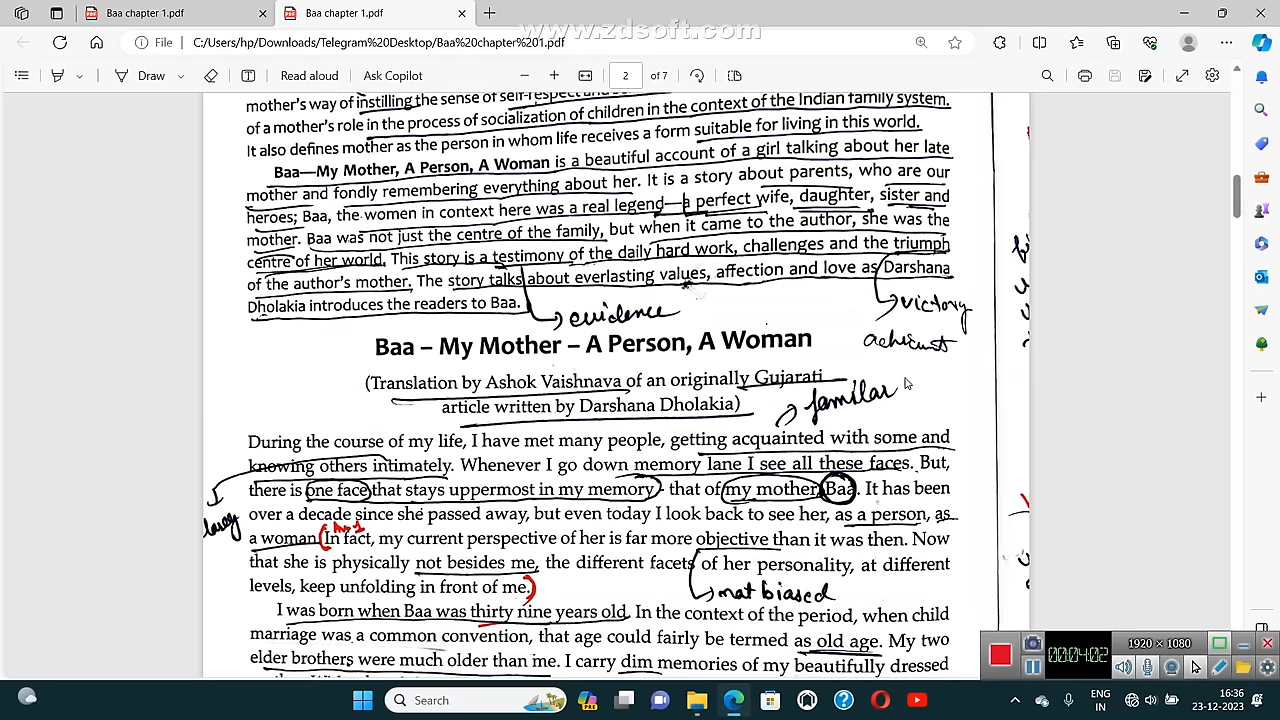 Baa chapter 1.pdf
Baa chapter 1.pdf
www.zdsoft.com
File
C:/Users/hp/Downloads/Telegram%20Desktop/Baa%20chapter%201.pdf
Draw
Read aloud
Ask Copilot
2
of 7
mother's way of instilling the sense of self-respect and
of a mother's role in the process of socialization of children in the context of the Indian family system.
It also defines mother as the person in whom life receives a form suitable for living in this world.
Baa—My Mother, A Person, A Woman is a beautiful account of a girl talking about her late
mother and fondly remembering everything about her. It is a story about parents, who are our
heroes; Baa, the women in context here was a real legend—a perfect wife, daughter, sister and
mother. Baa was not just the centre of the family, but when it came to the author, she was the
centre of her world. This story is a testimony of the daily hard work, challenges and the triumph
of the author's mother. The story talks about everlasting values, affection and love as Darshana
Dholakia introduces the readers to Baa.
evidence
victory
Baa – My Mother – A Person, A Woman
(Translation by Ashok Vaishnava of an originally Gujarati
article written by Darshana Dholakia)
familar
During the course of my life, I have met many people, getting acquainted with some and
knowing others intimately. Whenever I go down memory lane I see all these faces. But,
there is one face that stays uppermost in my memory - that of my mother, Baa. It has been
over a decade since she passed away, but even today I look back to see her, as a person, as
a woman. In fact, my current perspective of her is far more objective than it was then. Now
that she is physically not besides me, the different facets of her personality, at different
levels, keep unfolding in front of me.
Ans1
not biased
I was born when Baa was thirty nine years old. In the context of the period, when child
marriage was a common convention, that age could fairly be termed as old age. My two
elder brothers were much older than me. I carry dim memories of my beautifully dressed
1920 × 1080
00:04:02
Search
ENG
IN
16:36
23-12-2023